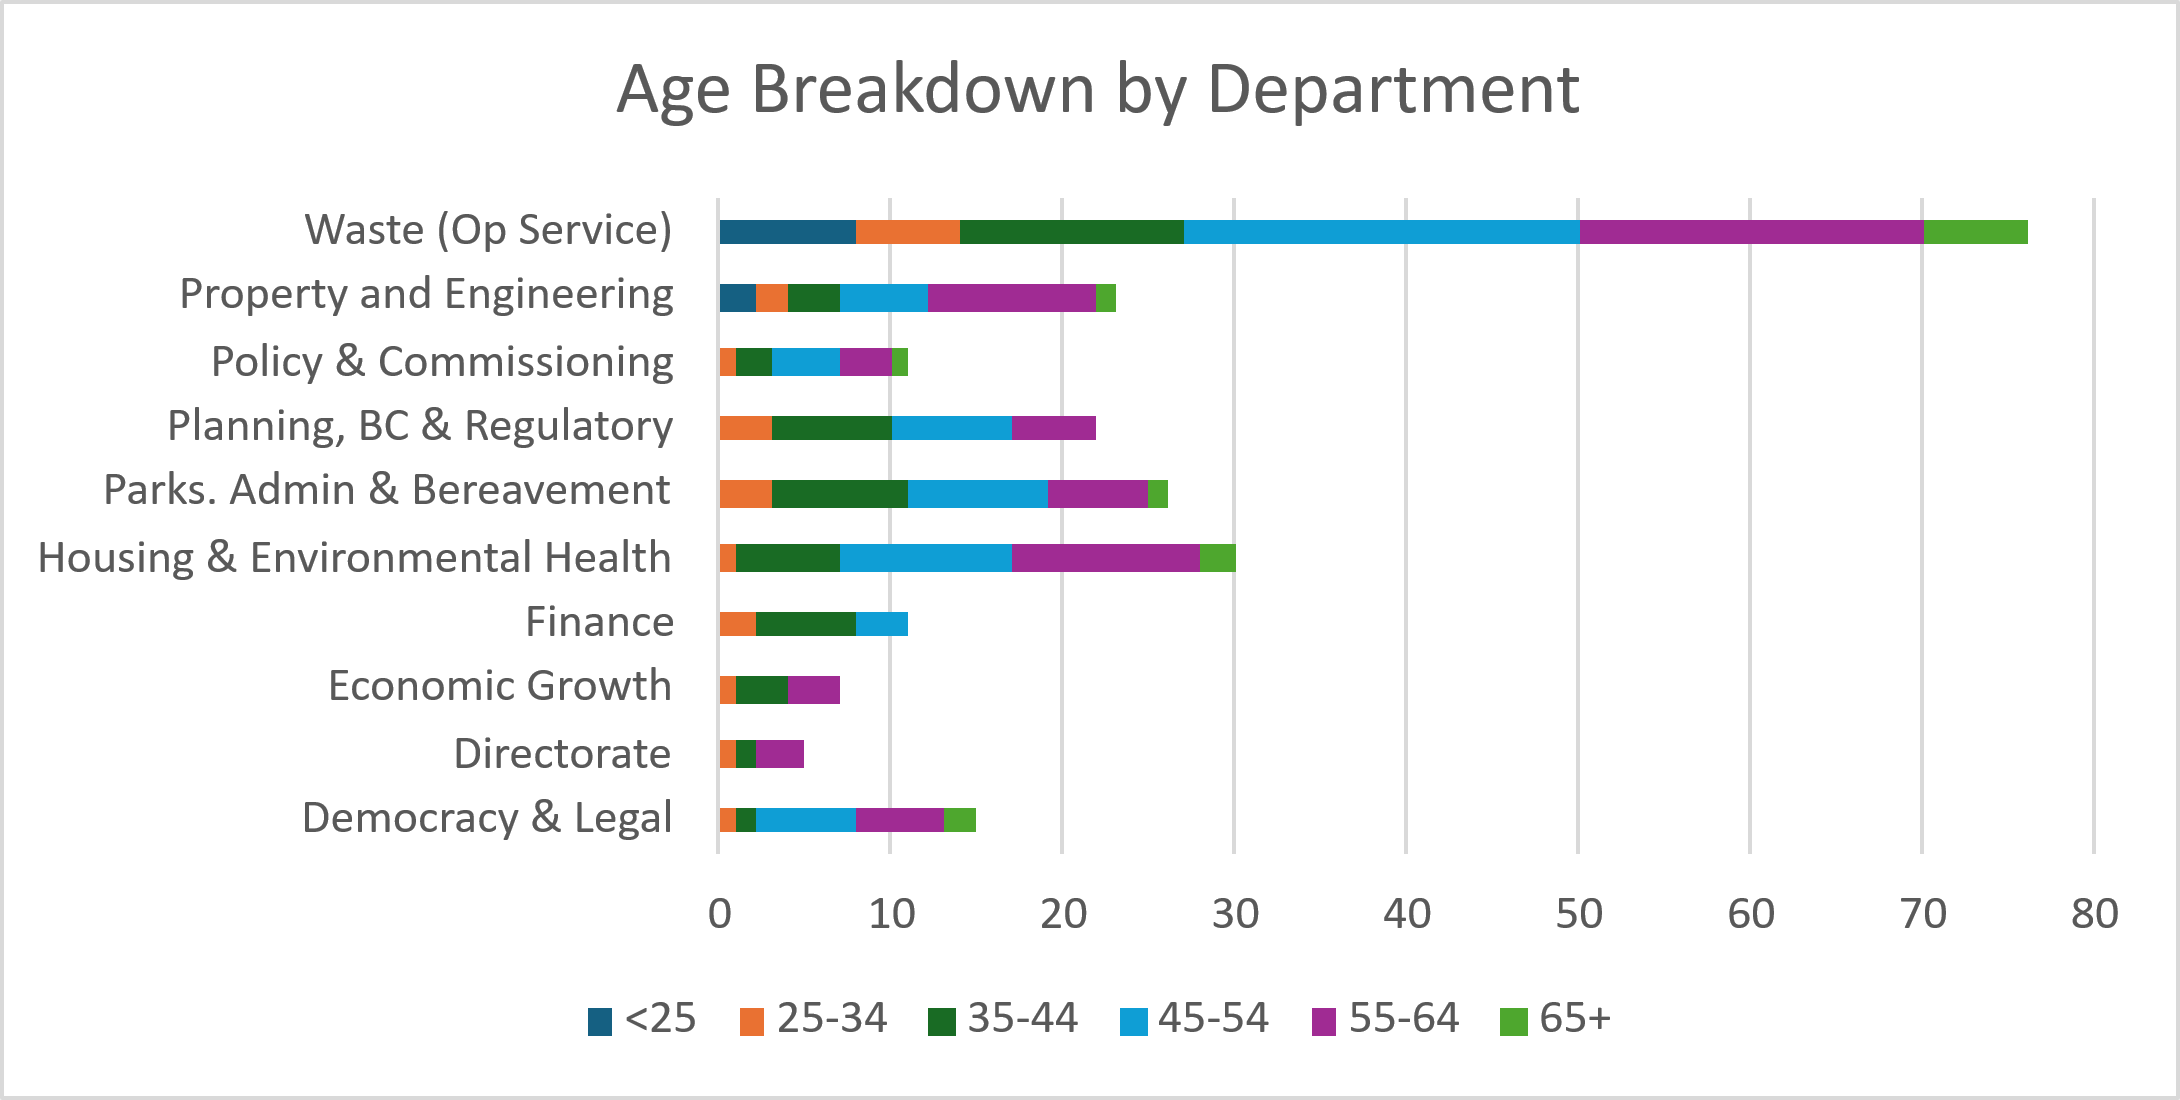 Age Breakdown by Department
Waste (Op Service)
Property and Engineering
Policy & Commissioning
Planning, BC & Regulatory
Parks. Admin & Bereavement
Housing & Environmental Health
Finance
Economic Growth
Directorate
Democracy & Legal
0 10 20 30 40 50 60 70 80
<25 25-34 35-44 45-54 55-64 65+